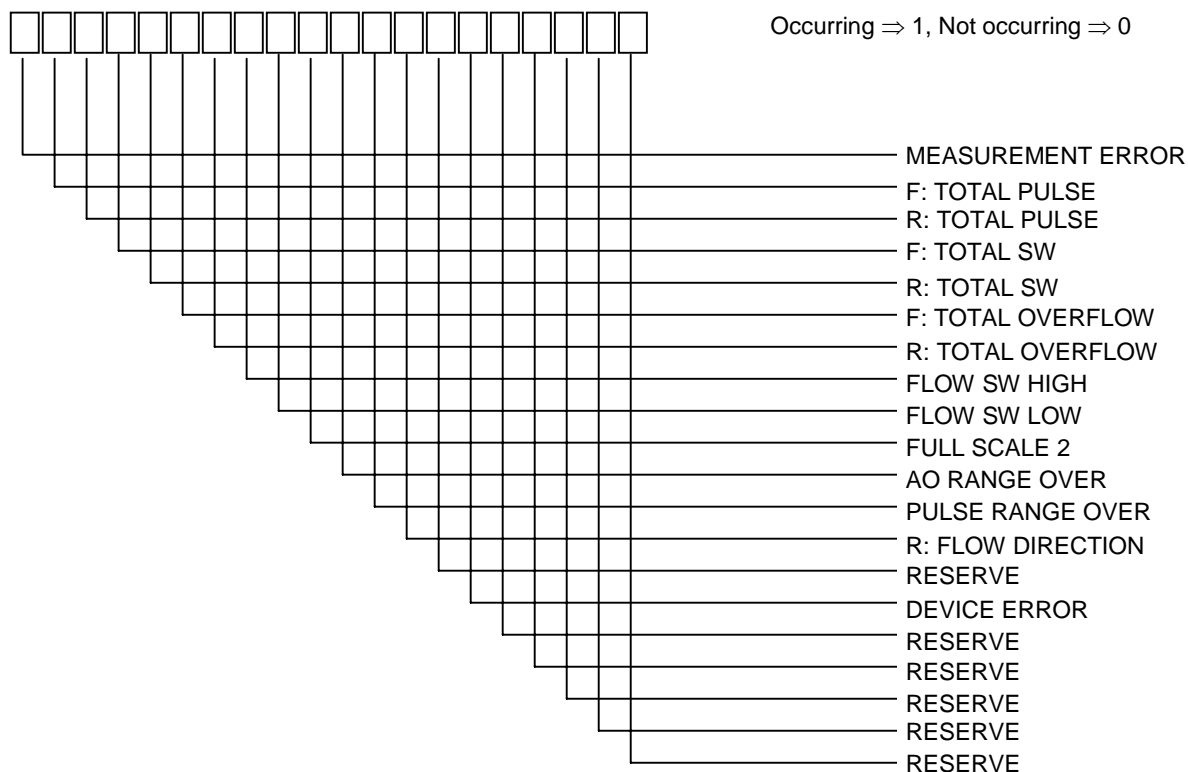 Occurring ⇒ 1, Not occurring ⇒ 0
MEASUREMENT ERROR
F: TOTAL PULSE
R: TOTAL PULSE
F: TOTAL SW
R: TOTAL SW
F: TOTAL OVERFLOW
R: TOTAL OVERFLOW
FLOW SW HIGH
FLOW SW LOW
FULL SCALE 2
AO RANGE OVER
PULSE RANGE OVER
R: FLOW DIRECTION
RESERVE
DEVICE ERROR
RESERVE
RESERVE
RESERVE
RESERVE
RESERVE